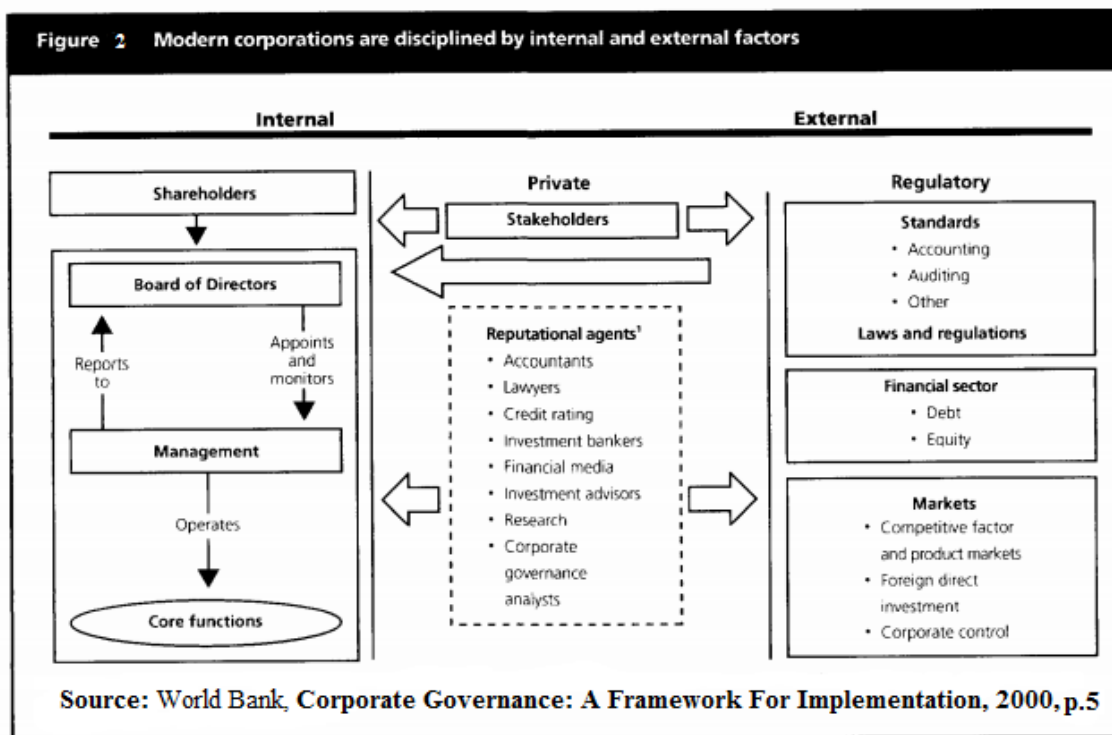 Figure 2 Modern corporations are disciplined by internal and external factors
Internal
External
Shareholders
Board of Directors
Reports
to
Appoints
and
monitors
Management
Operates
Core functions
Private
Stakeholders
Reputational agents¹
• Accountants
• Lawyers
• Credit rating
• Investment bankers
• Financial media
• Investment advisors
• Research
• Corporate
governance
analysts
Regulatory
Standards
• Accounting
• Auditing
• Other
Laws and regulations
Financial sector
• Debt
• Equity
Markets
• Competitive factor
and product markets
• Foreign direct
investment
• Corporate control
Source: World Bank, Corporate Governance: A Framework For Implementation, 2000, p.5